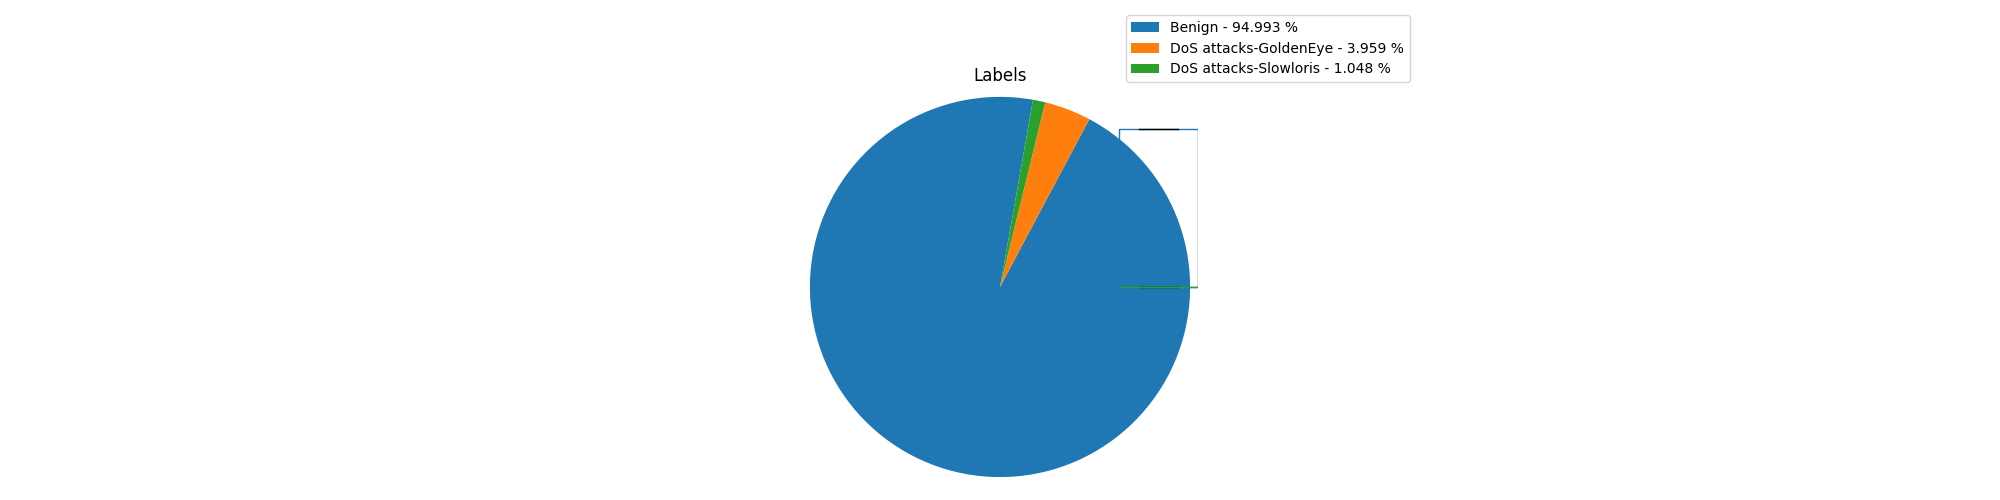 Benign - 94.993 %
DoS attacks-GoldenEye - 3.959 %
DoS attacks-Slowloris - 1.048 %
Labels